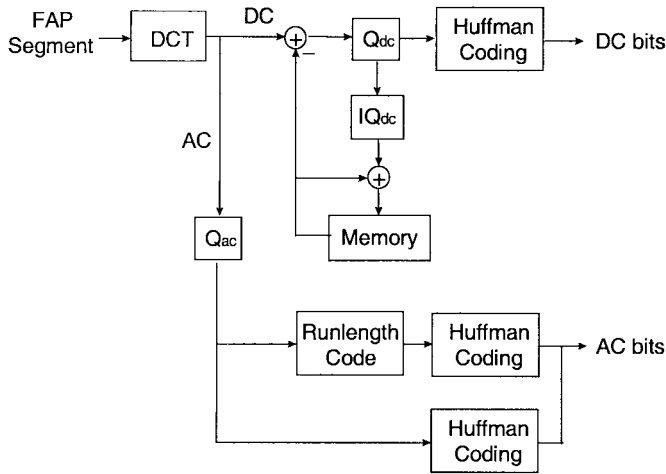 FAP
Segment
DCT
DC
+
−
Qdc
Huffman
Coding
DC bits
IQdc
AC
+
Qac
Memory
Runlength
Code
Huffman
Coding
AC bits
Huffman
Coding